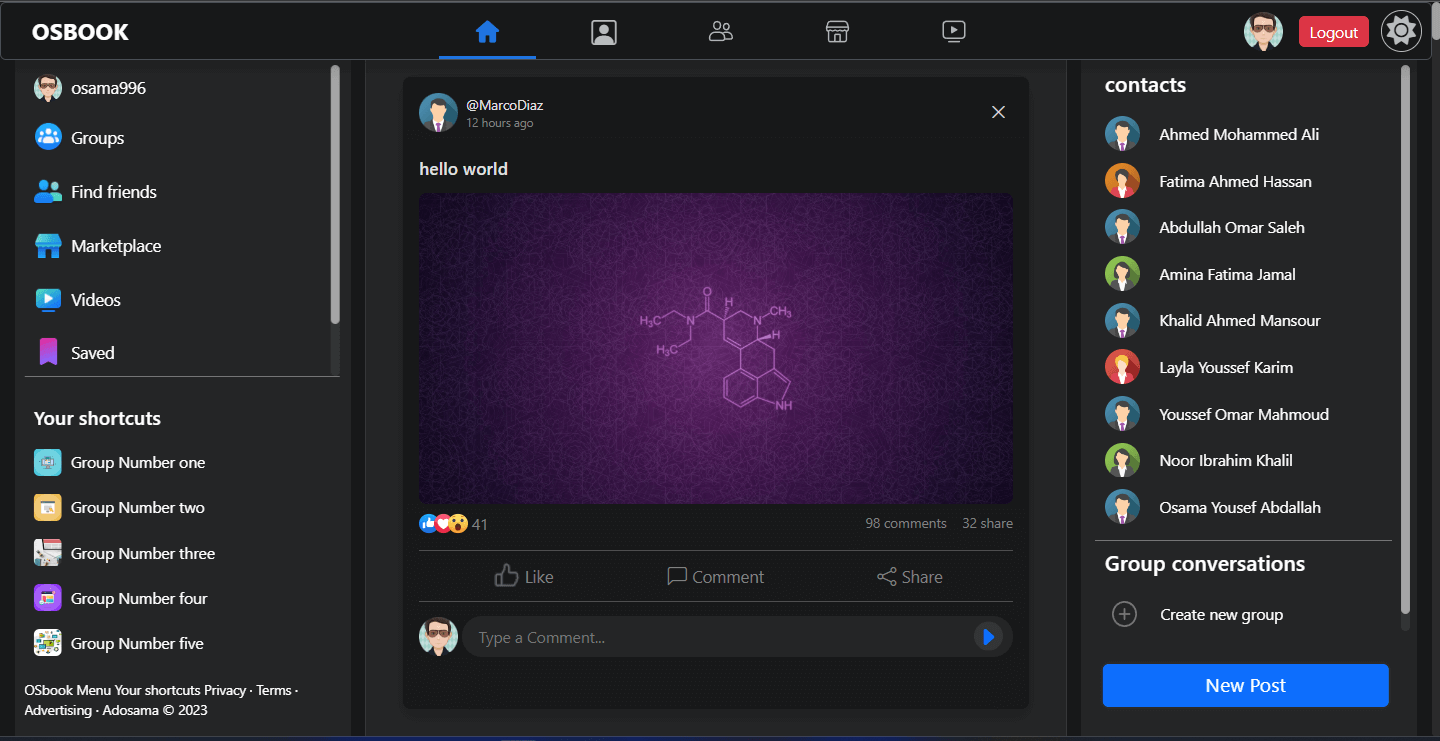 OSBOOK
Logout
osama996
Groups
Find friends
Marketplace
Videos
Saved
Your shortcuts
Group Number one
Group Number two
Group Number three
Group Number four
Group Number five
OSbook Menu Your shortcuts Privacy · Terms ·
Advertising · Adosama © 2023
@MarcoDiaz
12 hours ago
hello world
O
H
H₃C
N
N
CH₃
H
H₃C
NH
41
98 comments
32 share
Like
Comment
Share
Type a Comment...
contacts
Ahmed Mohammed Ali
Fatima Ahmed Hassan
Abdullah Omar Saleh
Amina Fatima Jamal
Khalid Ahmed Mansour
Layla Youssef Karim
Youssef Omar Mahmoud
Noor Ibrahim Khalil
Osama Yousef Abdallah
Group conversations
Create new group
New Post